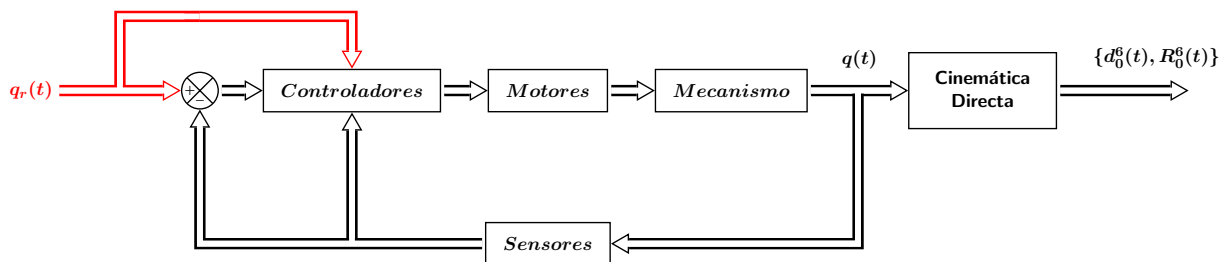 q_r(t)
+
−
Controladores
Motores
Mecanismo
q(t)
Cinemática
Directa
{d_0^6(t), R_0^6(t)}
Sensores